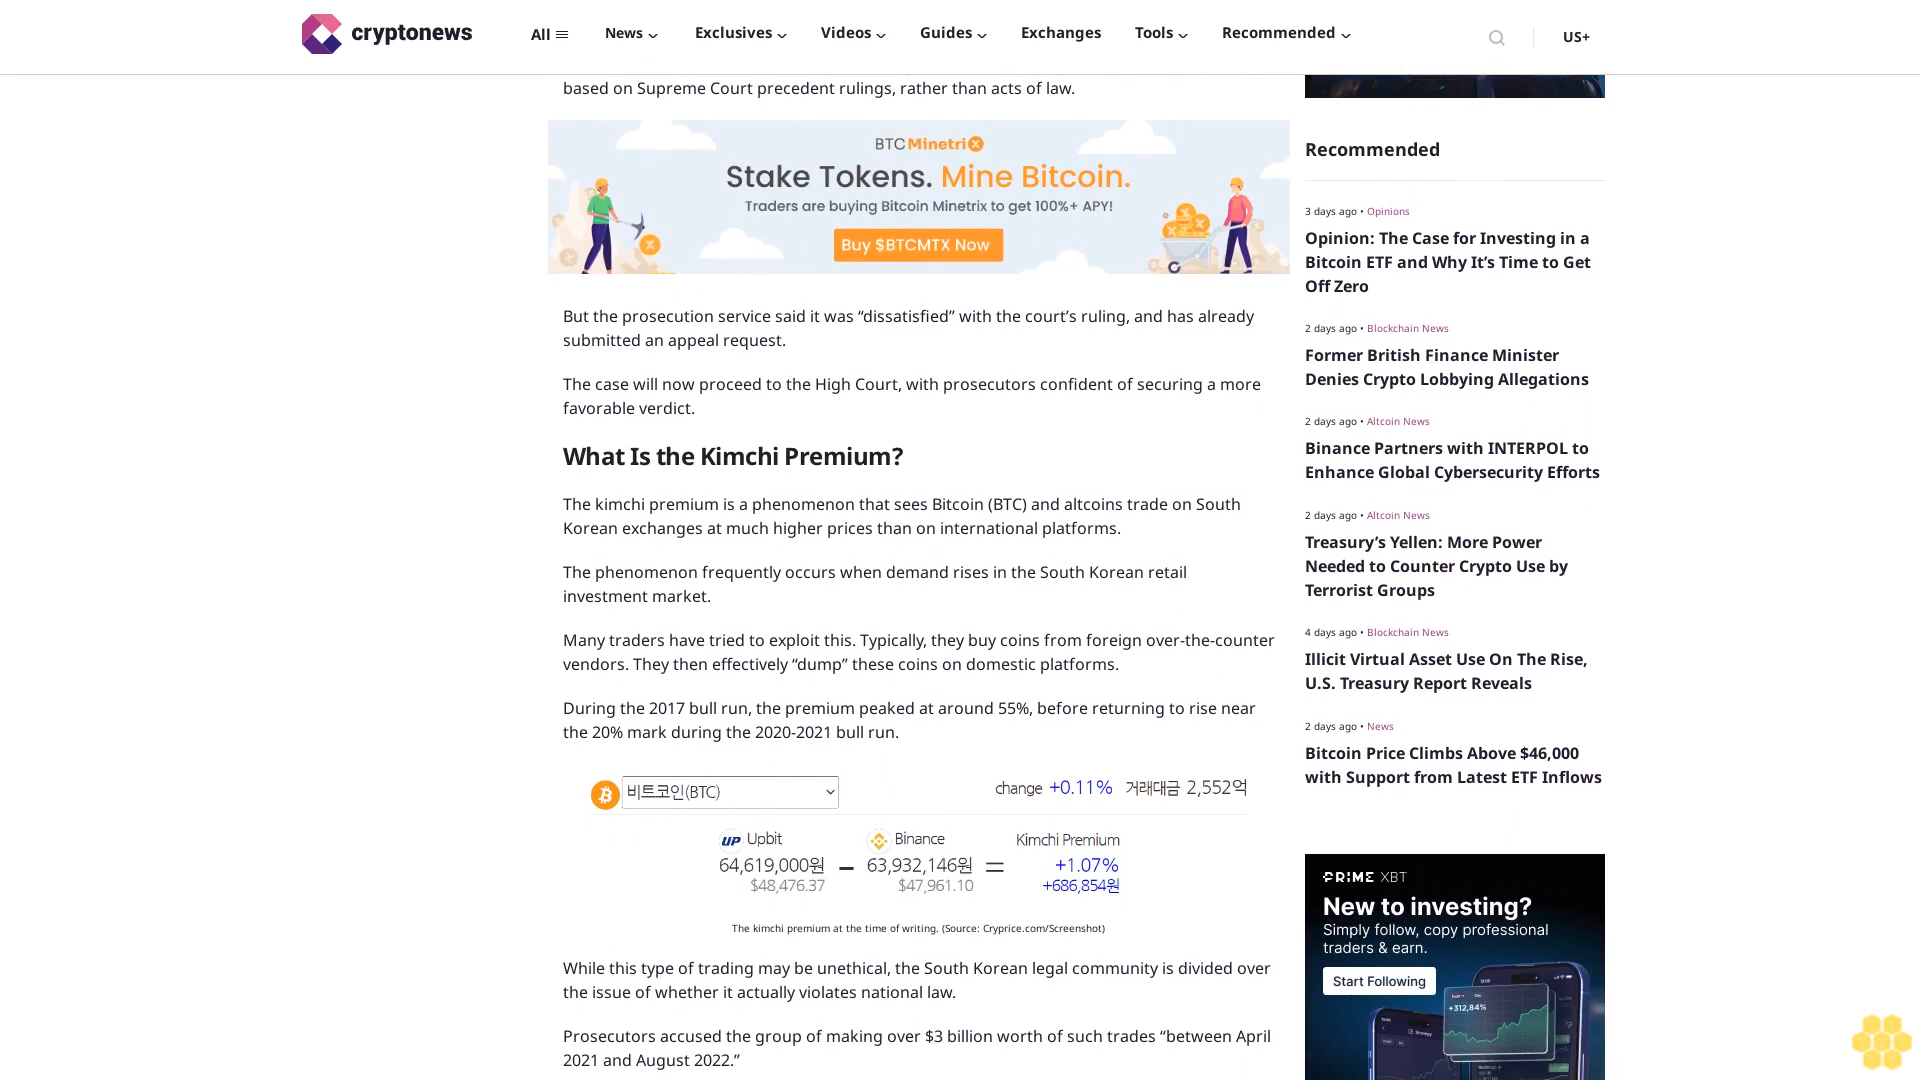 cryptonews
All
News
Exclusives
Videos
Guides
Exchanges
Tools
Recommended
US+
based on Supreme Court precedent rulings, rather than acts of law.
BTC Minetrix
Stake Tokens. Mine Bitcoin.
Traders are buying Bitcoin Minetrix to get 100%+ APY!
Buy $BTCMTX Now
But the prosecution service said it was “dissatisfied” with the court’s ruling, and has already
submitted an appeal request.
The case will now proceed to the High Court, with prosecutors confident of securing a more
favorable verdict.
What Is the Kimchi Premium?
The kimchi premium is a phenomenon that sees Bitcoin (BTC) and altcoins trade on South
Korean exchanges at much higher prices than on international platforms.
The phenomenon frequently occurs when demand rises in the South Korean retail
investment market.
Many traders have tried to exploit this. Typically, they buy coins from foreign over-the-counter
vendors. They then effectively “dump” these coins on domestic platforms.
During the 2017 bull run, the premium peaked at around 55%, before returning to rise near
the 20% mark during the 2020-2021 bull run.
비트코인(BTC)
change +0.11% 거래대금 2,552억
UP Upbit
Binance
Kimchi Premium
64,619,000원 – 63,932,146원 = +1.07%
$48,476.37 $47,961.10 +686,854원
The kimchi premium at the time of writing. (Source: Cryprice.com/Screenshot)
While this type of trading may be unethical, the South Korean legal community is divided over
the issue of whether it actually violates national law.
Prosecutors accused the group of making over $3 billion worth of such trades “between April
2021 and August 2022.”
Recommended
3 days ago • Opinions
Opinion: The Case for Investing in a
Bitcoin ETF and Why It’s Time to Get
Off Zero
2 days ago • Blockchain News
Former British Finance Minister
Denies Crypto Lobbying Allegations
2 days ago • Altcoin News
Binance Partners with INTERPOL to
Enhance Global Cybersecurity Efforts
2 days ago • Altcoin News
Treasury’s Yellen: More Power
Needed to Counter Crypto Use by
Terrorist Groups
4 days ago • Blockchain News
Illicit Virtual Asset Use On The Rise,
U.S. Treasury Report Reveals
2 days ago • News
Bitcoin Price Climbs Above $46,000
with Support from Latest ETF Inflows
PRIME XBT
New to investing?
Simply follow, copy professional
traders & earn.
Start Following
+312,84%